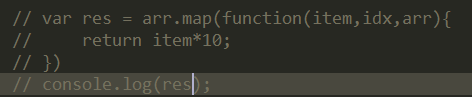 // var res = arr.map(function(item,idx,arr){
//     return item*10;
// })
// console.log(res);